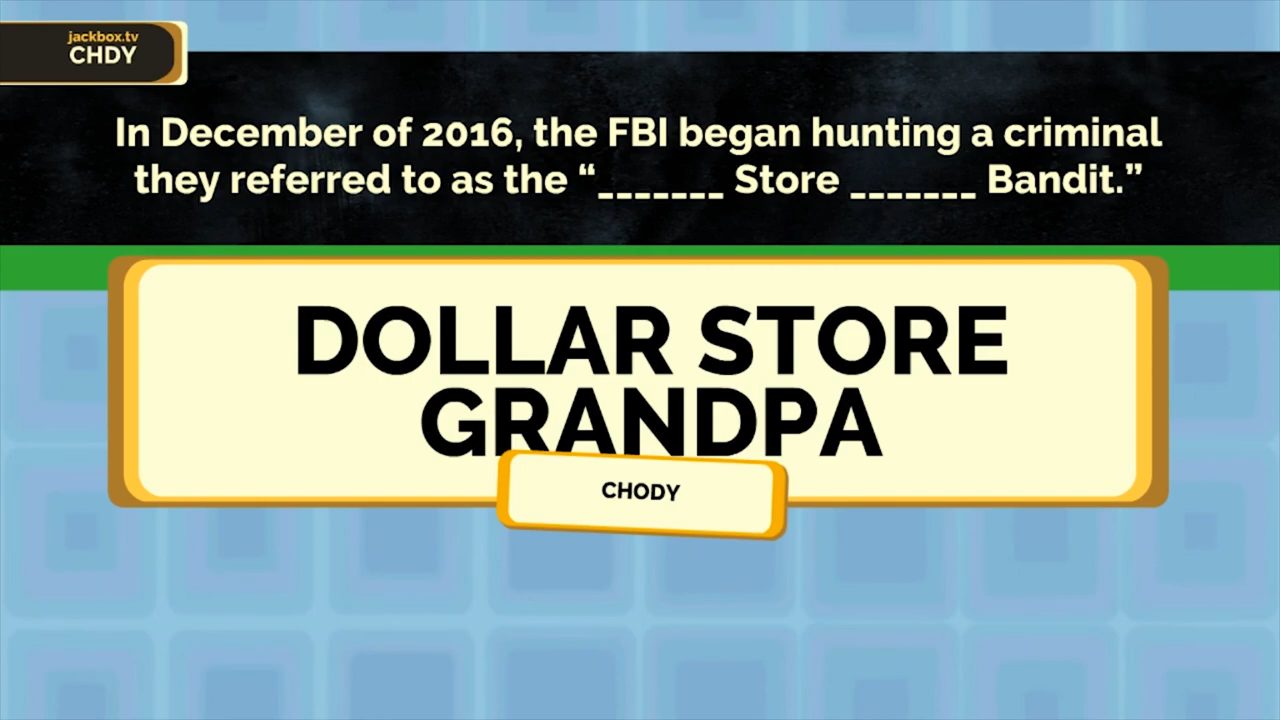 jackbox.tv
CHDY
In December of 2016, the FBI began hunting a criminal
they referred to as the “_______ Store _______ Bandit.”
DOLLAR STORE
GRANDPA
CHODY